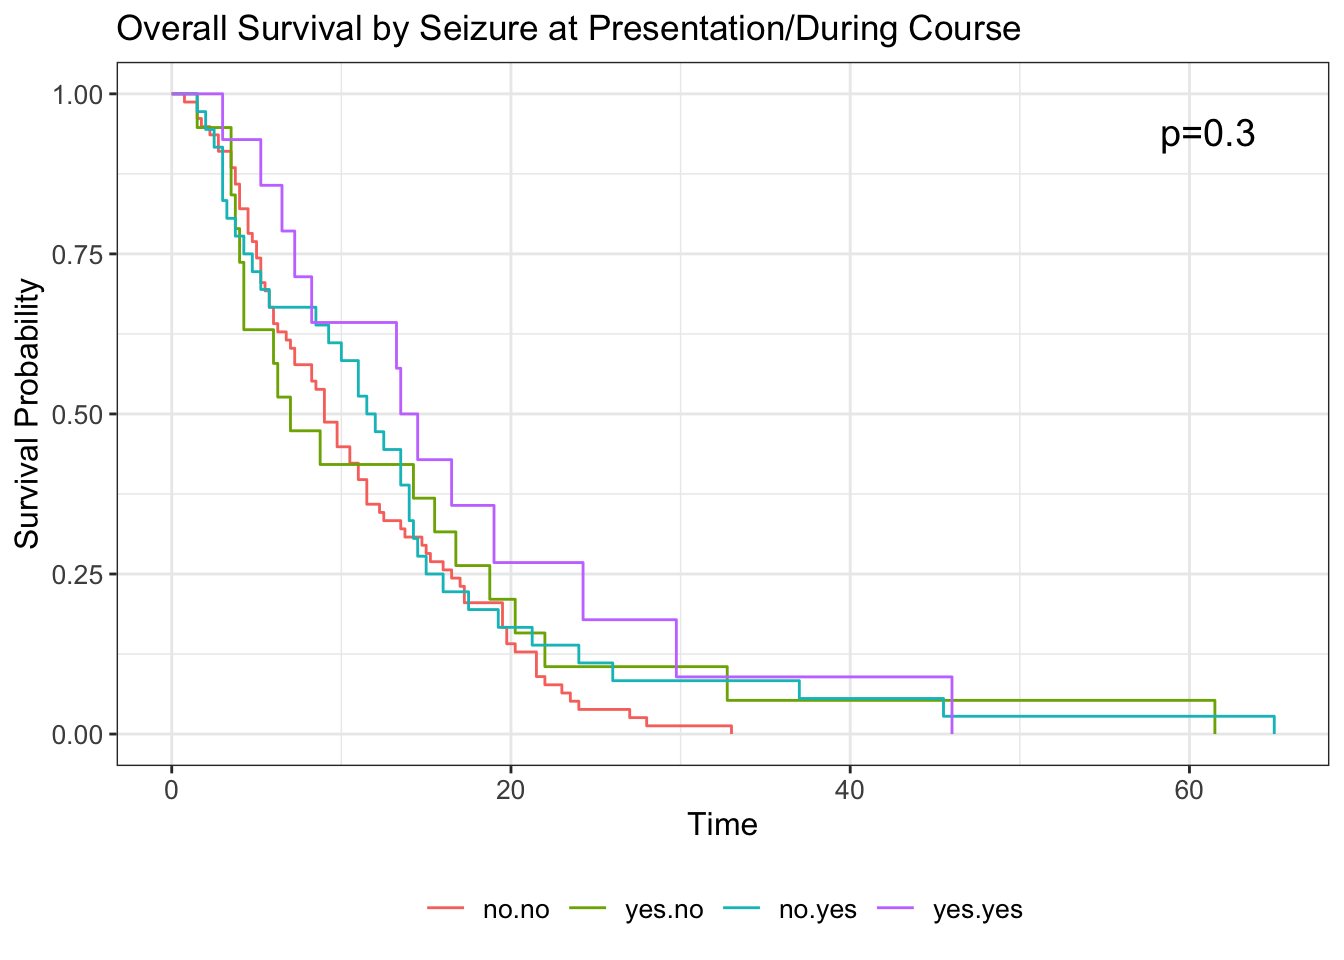 Overall Survival by Seizure at Presentation/During Course
p=0.3
Survival Probability
1.00
0.75
0.50
0.25
0.00
0 20 40 60
Time
no.no yes.no no.yes yes.yes